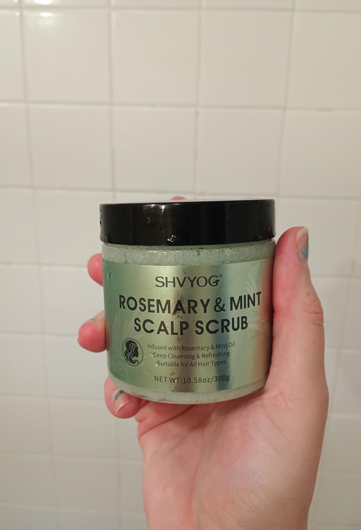 SHVYOG®
ROSEMARY & MINT
SCALP SCRUB
Infused with Rosemary & Mint Oil
Deep Cleansing & Refreshing
Suitable for All Hair Types
NET WT:10.58oz/300g